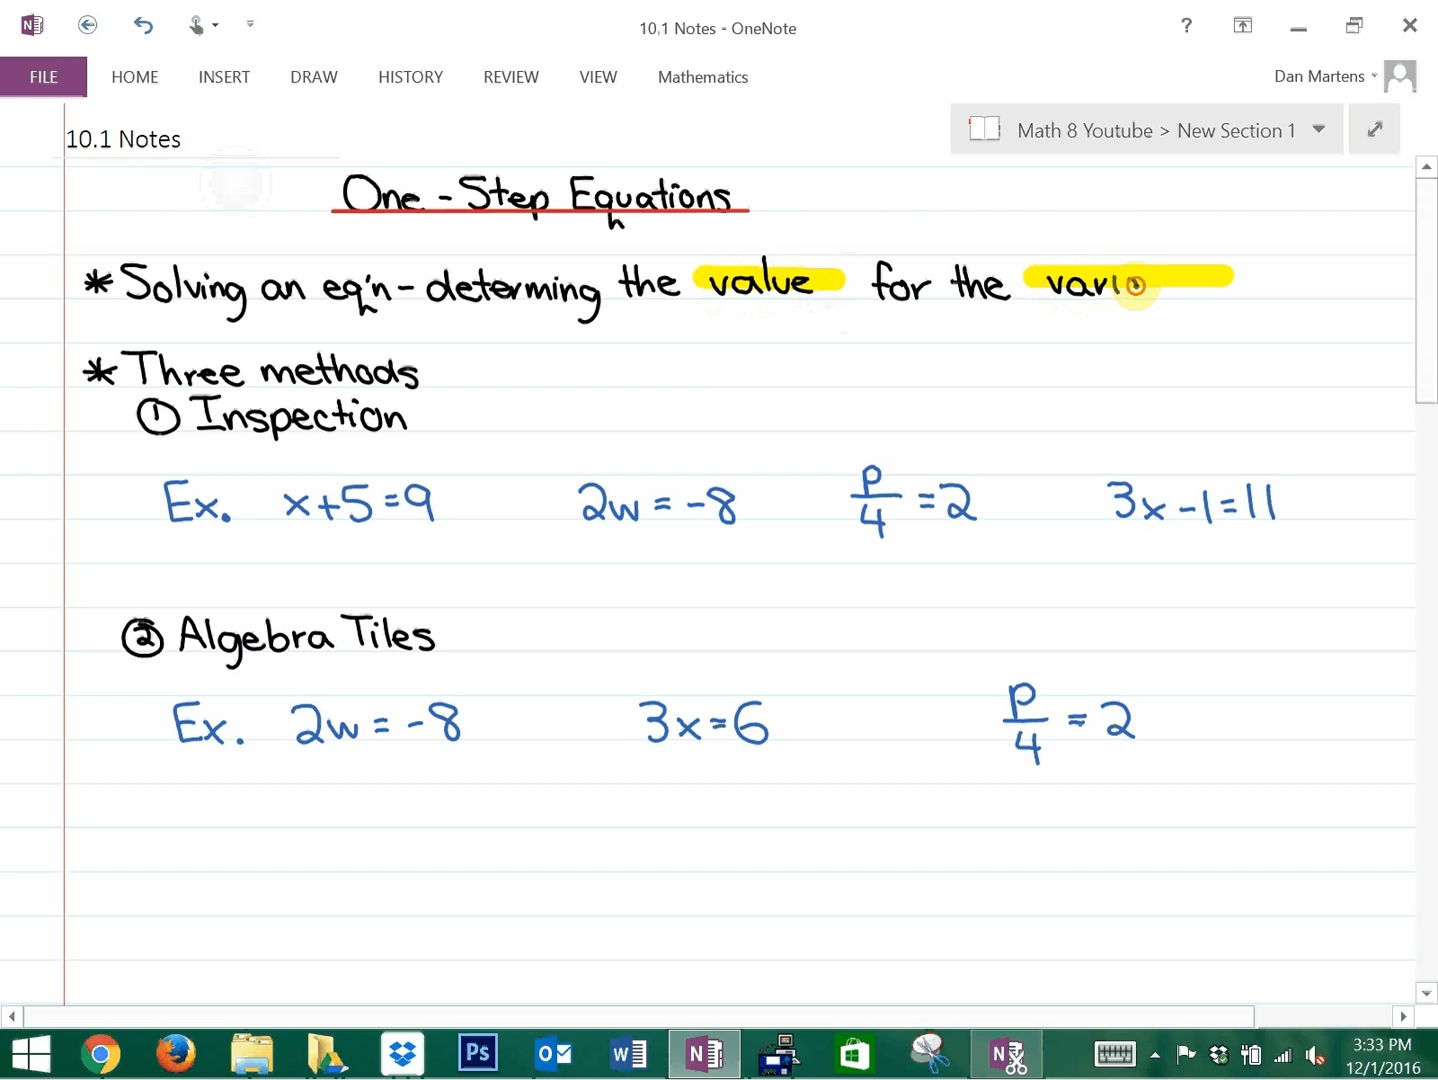 10.1 Notes - OneNote
?
FILE HOME INSERT DRAW HISTORY REVIEW VIEW Mathematics
Dan Martens
10.1 Notes
Math 8 Youtube > New Section 1
One-Step Equations
* Solving an eq'n - determing the value for the vari
* Three methods
① Inspection
Ex. x+5=9 2w=-8 p/4=2 3x-1=11
② Algebra Tiles
Ex. 2w=-8 3x=6 p/4=2
3:33 PM
12/1/2016